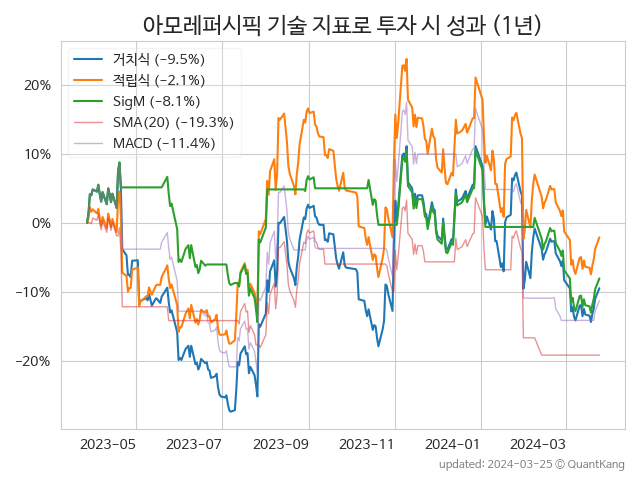 아모레퍼시픽 기술 지표로 투자 시 성과 (1년)
거치식 (−9.5%)
적립식 (−2.1%)
SigM (−8.1%)
SMA(20) (−19.3%)
MACD (−11.4%)
20%
10%
0%
−10%
−20%
2023−05 2023−07 2023−09 2023−11 2024−01 2024−03
updated: 2024−03−25 © QuantKang